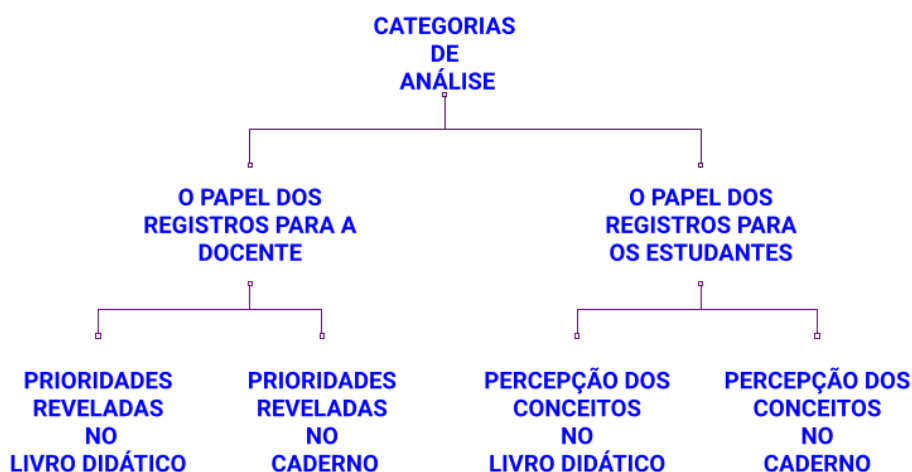 CATEGORIAS
DE
ANÁLISE
O PAPEL DOS
REGISTROS PARA A
DOCENTE
O PAPEL DOS
REGISTROS PARA
OS ESTUDANTES
PRIORIDADES
REVELADAS
NO
LIVRO DIDÁTICO
PRIORIDADES
REVELADAS
NO
CADERNO
PERCEPÇÃO DOS
CONCEITOS
NO
LIVRO DIDÁTICO
PERCEPÇÃO DOS
CONCEITOS
NO
CADERNO